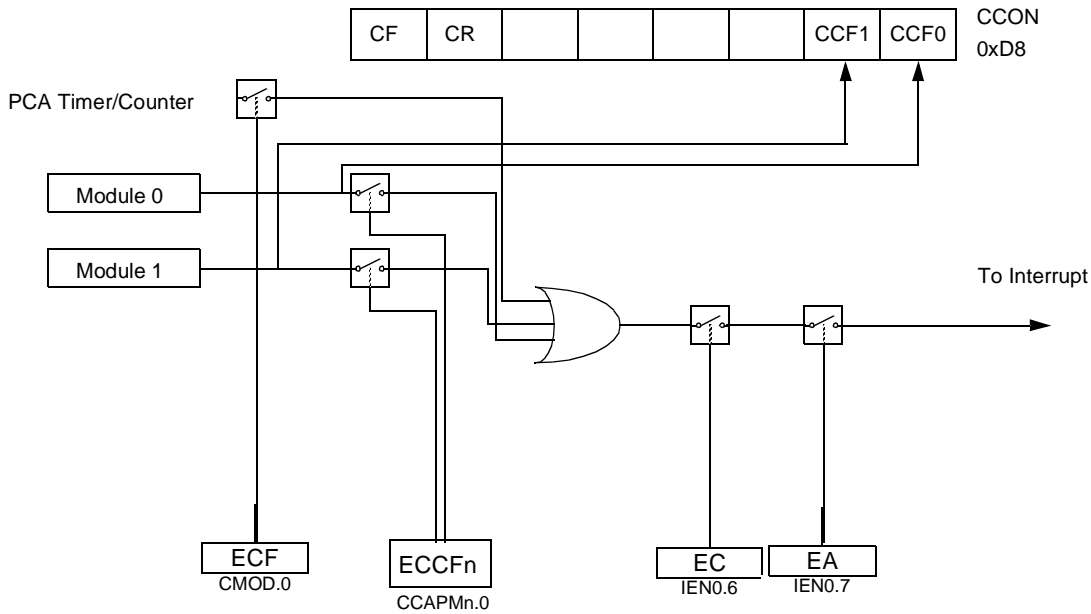 CF CR CCF1 CCF0 CCON
0xD8
PCA Timer/Counter
Module 0
Module 1
To Interrupt
ECF
CMOD.0
ECCFn
CCAPMn.0
EC
IEN0.6
EA
IEN0.7